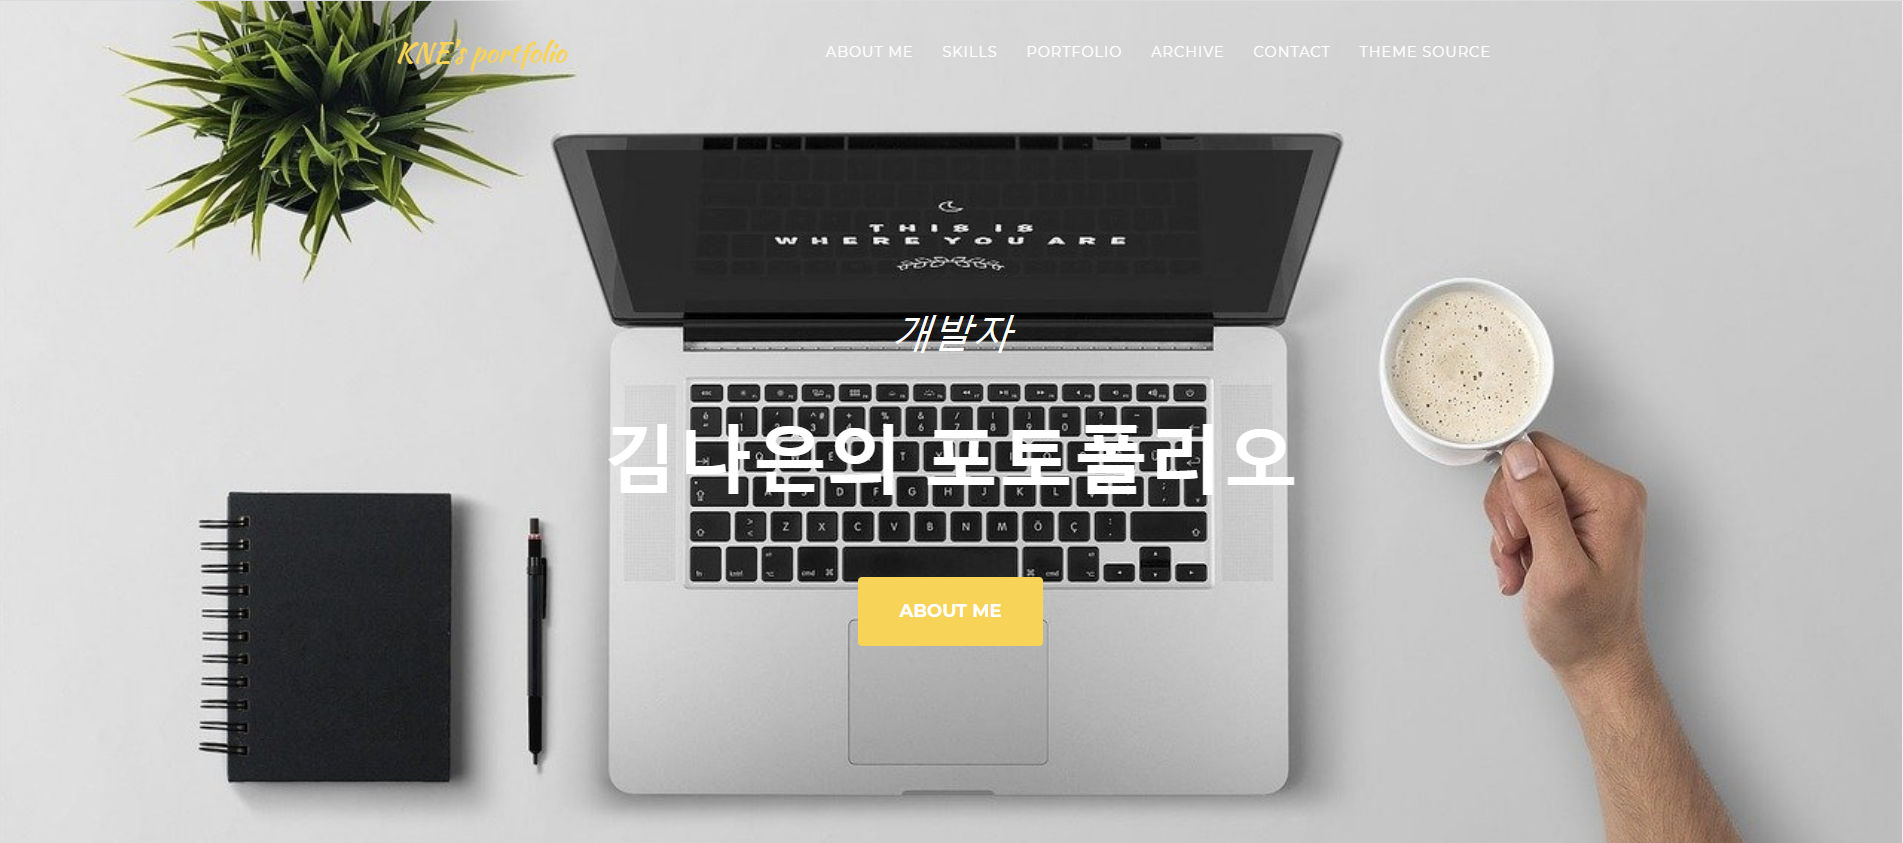 KNE's portfolio
ABOUT ME SKILLS PORTFOLIO ARCHIVE CONTACT THEME SOURCE
THIS IS
WHERE YOU ARE
개발자
김나은의 포토폴리오
ABOUT ME